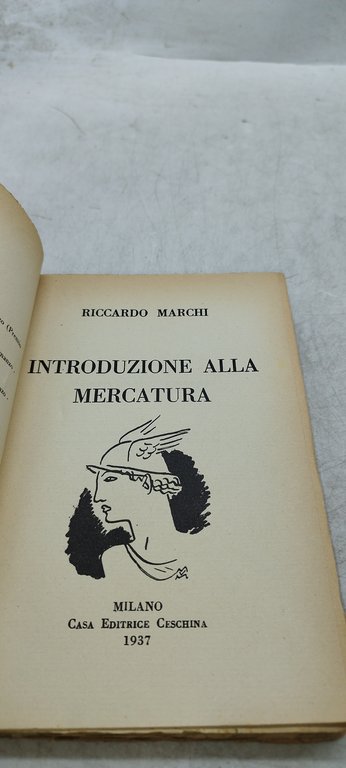 RICCARDO MARCHI
INTRODUZIONE ALLA
MERCATURA
MILANO
CASA EDITRICE CESCHINA
1937